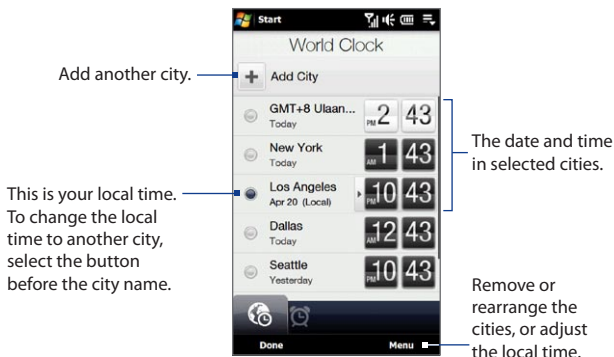 Start
World Clock
Add another city.
Add City
GMT+8 Ulaan...
Today
PM 2 43
New York
Today
AM 1 43
The date and time
in selected cities.
This is your local time.
To change the local
time to another city,
select the button
before the city name.
Los Angeles
Apr 20 (Local)
PM 10 43
Dallas
Today
AM 12 43
Seattle
Yesterday
PM 10 43
Remove or
rearrange the
cities, or adjust
the local time.
Done
Menu